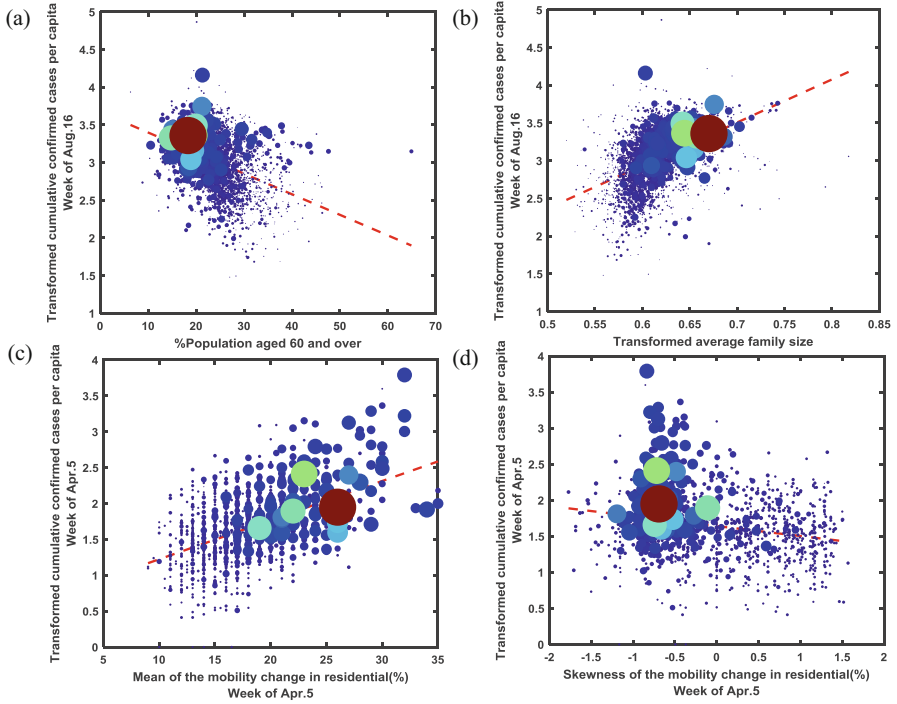 (a)
Transformed cumulative confirmed cases per capita
Week of Aug.16
5
4.5
4
3.5
3
2.5
2
1.5
1
0 10 20 30 40 50 60 70
%Population aged 60 and over
(b)
Transformed cumulative confirmed cases per capita
Week of Aug.16
5
4.5
4
3.5
3
2.5
2
1.5
1
0.5 0.55 0.6 0.65 0.7 0.75 0.8 0.85
Transformed average family size
(c)
Transformed cumulative confirmed cases per capita
Week of Apr.5
4
3.5
3
2.5
2
1.5
1
0.5
0
5 10 15 20 25 30 35
Mean of the mobility change in residential(%)
Week of Apr.5
(d)
Transformed cumulative confirmed cases per capita
Week of Apr.5
4
3.5
3
2.5
2
1.5
1
0.5
0
-2 -1.5 -1 -0.5 0 0.5 1 1.5 2
Skewness of the mobility change in residential(%)
Week of Apr.5